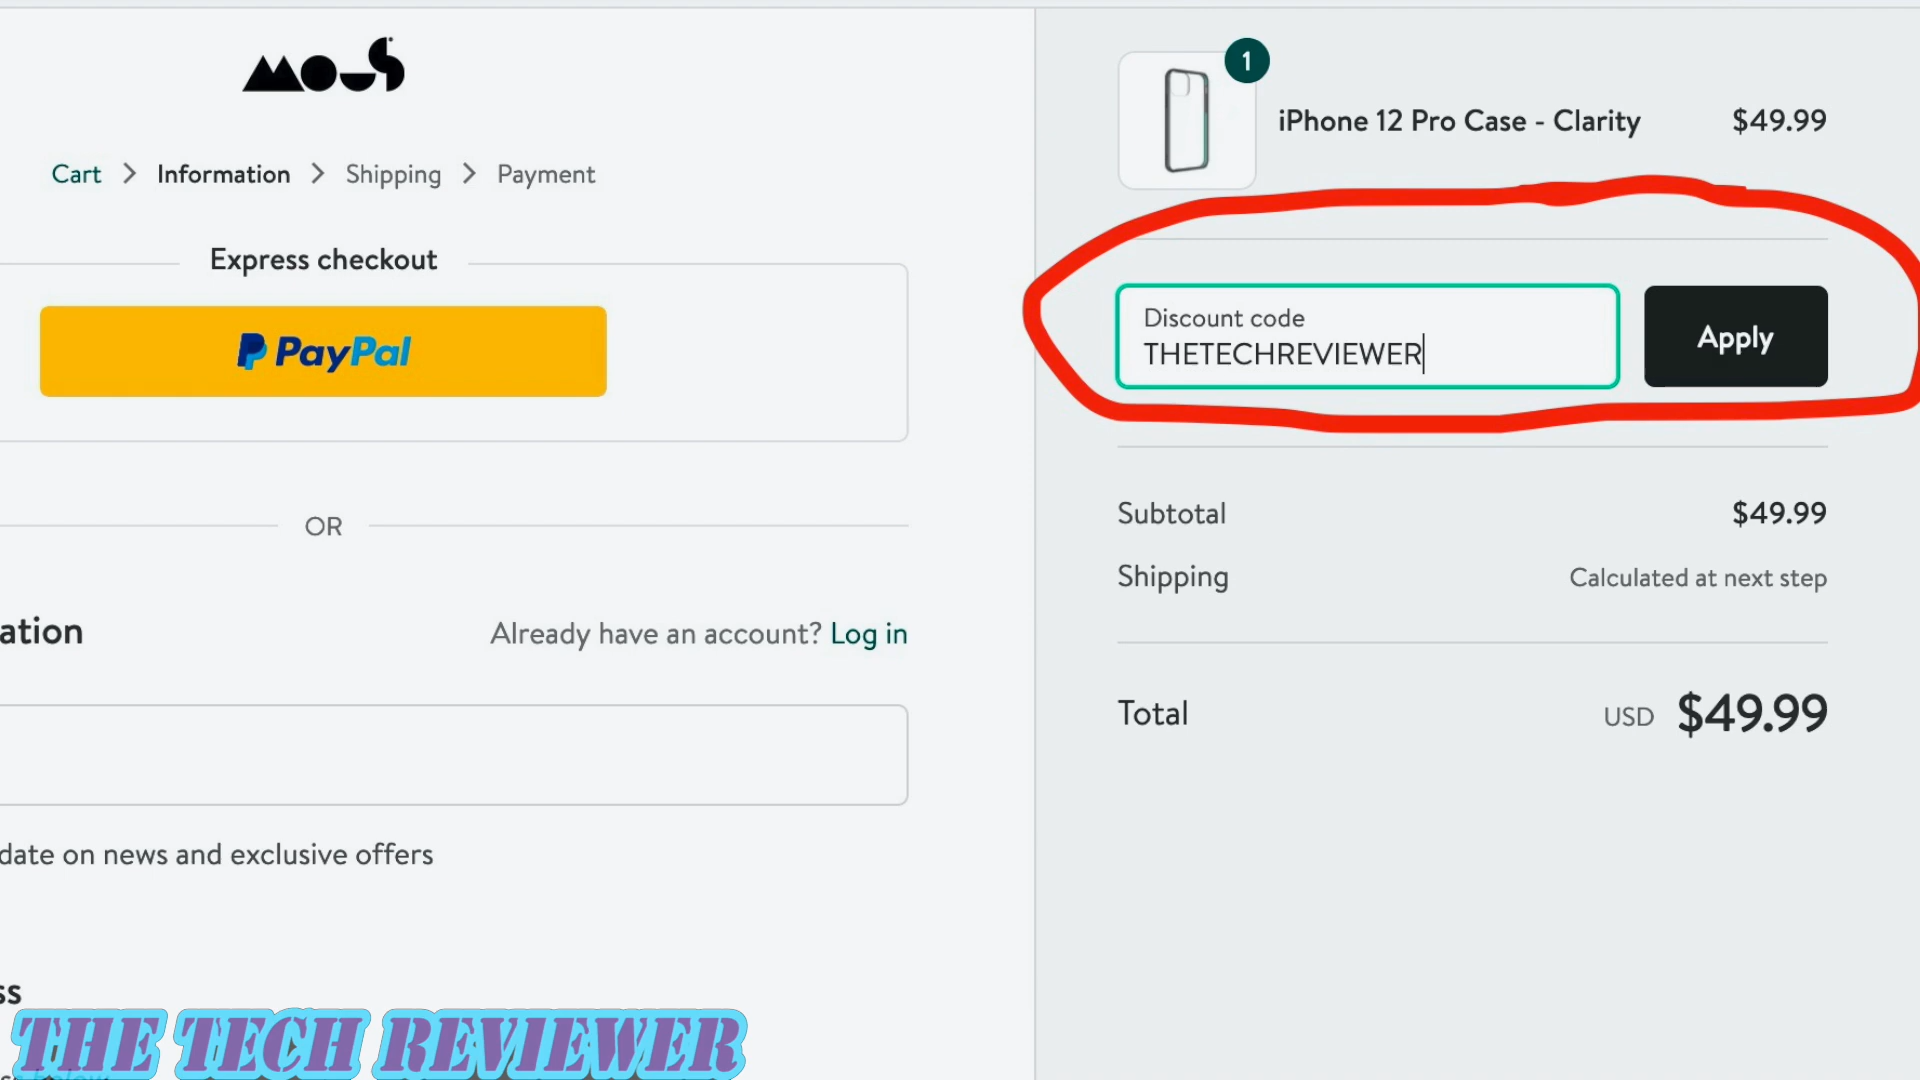 MOUS
Cart > Information > Shipping > Payment
Express checkout
PayPal
OR
ation
Already have an account? Log in
date on news and exclusive offers
ss
THE TECH REVIEWER
1
iPhone 12 Pro Case - Clarity $49.99
Discount code
THETECHREVIEWER
Apply
Subtotal $49.99
Shipping Calculated at next step
Total USD $49.99